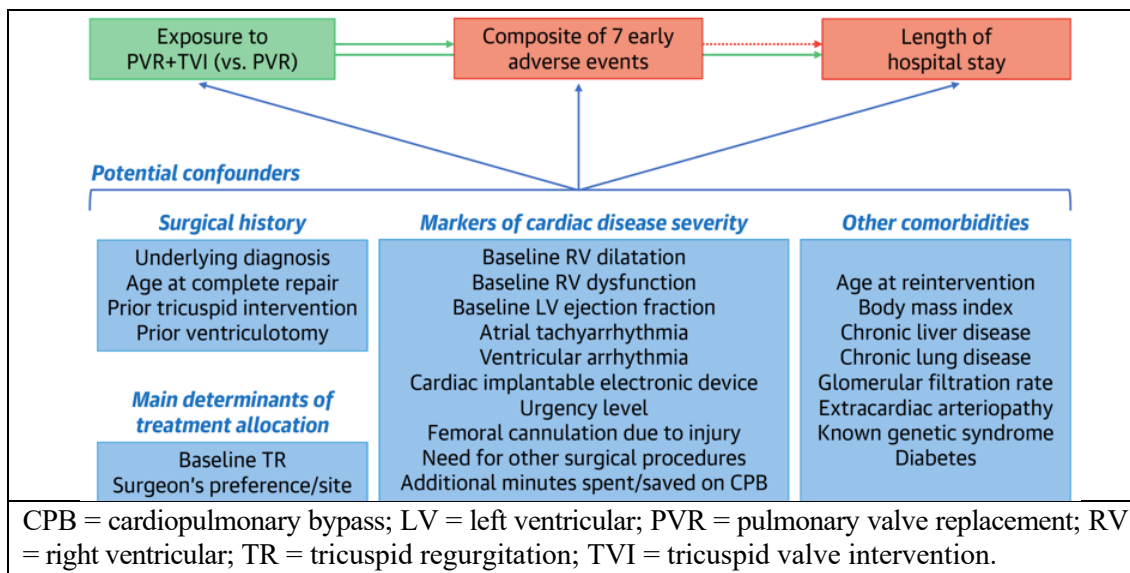 Exposure to
PVR+TVI (vs. PVR)
Composite of 7 early
adverse events
Length of
hospital stay
Potential confounders
Surgical history
Underlying diagnosis
Age at complete repair
Prior tricuspid intervention
Prior ventriculotomy
Main determinants of
treatment allocation
Baseline TR
Surgeon's preference/site
Markers of cardiac disease severity
Baseline RV dilatation
Baseline RV dysfunction
Baseline LV ejection fraction
Atrial tachyarrhythmia
Ventricular arrhythmia
Cardiac implantable electronic device
Urgency level
Femoral cannulation due to injury
Need for other surgical procedures
Additional minutes spent/saved on CPB
Other comorbidities
Age at reintervention
Body mass index
Chronic liver disease
Chronic lung disease
Glomerular filtration rate
Extracardiac arteriopathy
Known genetic syndrome
Diabetes
CPB = cardiopulmonary bypass; LV = left ventricular; PVR = pulmonary valve replacement; RV
= right ventricular; TR = tricuspid regurgitation; TVI = tricuspid valve intervention.